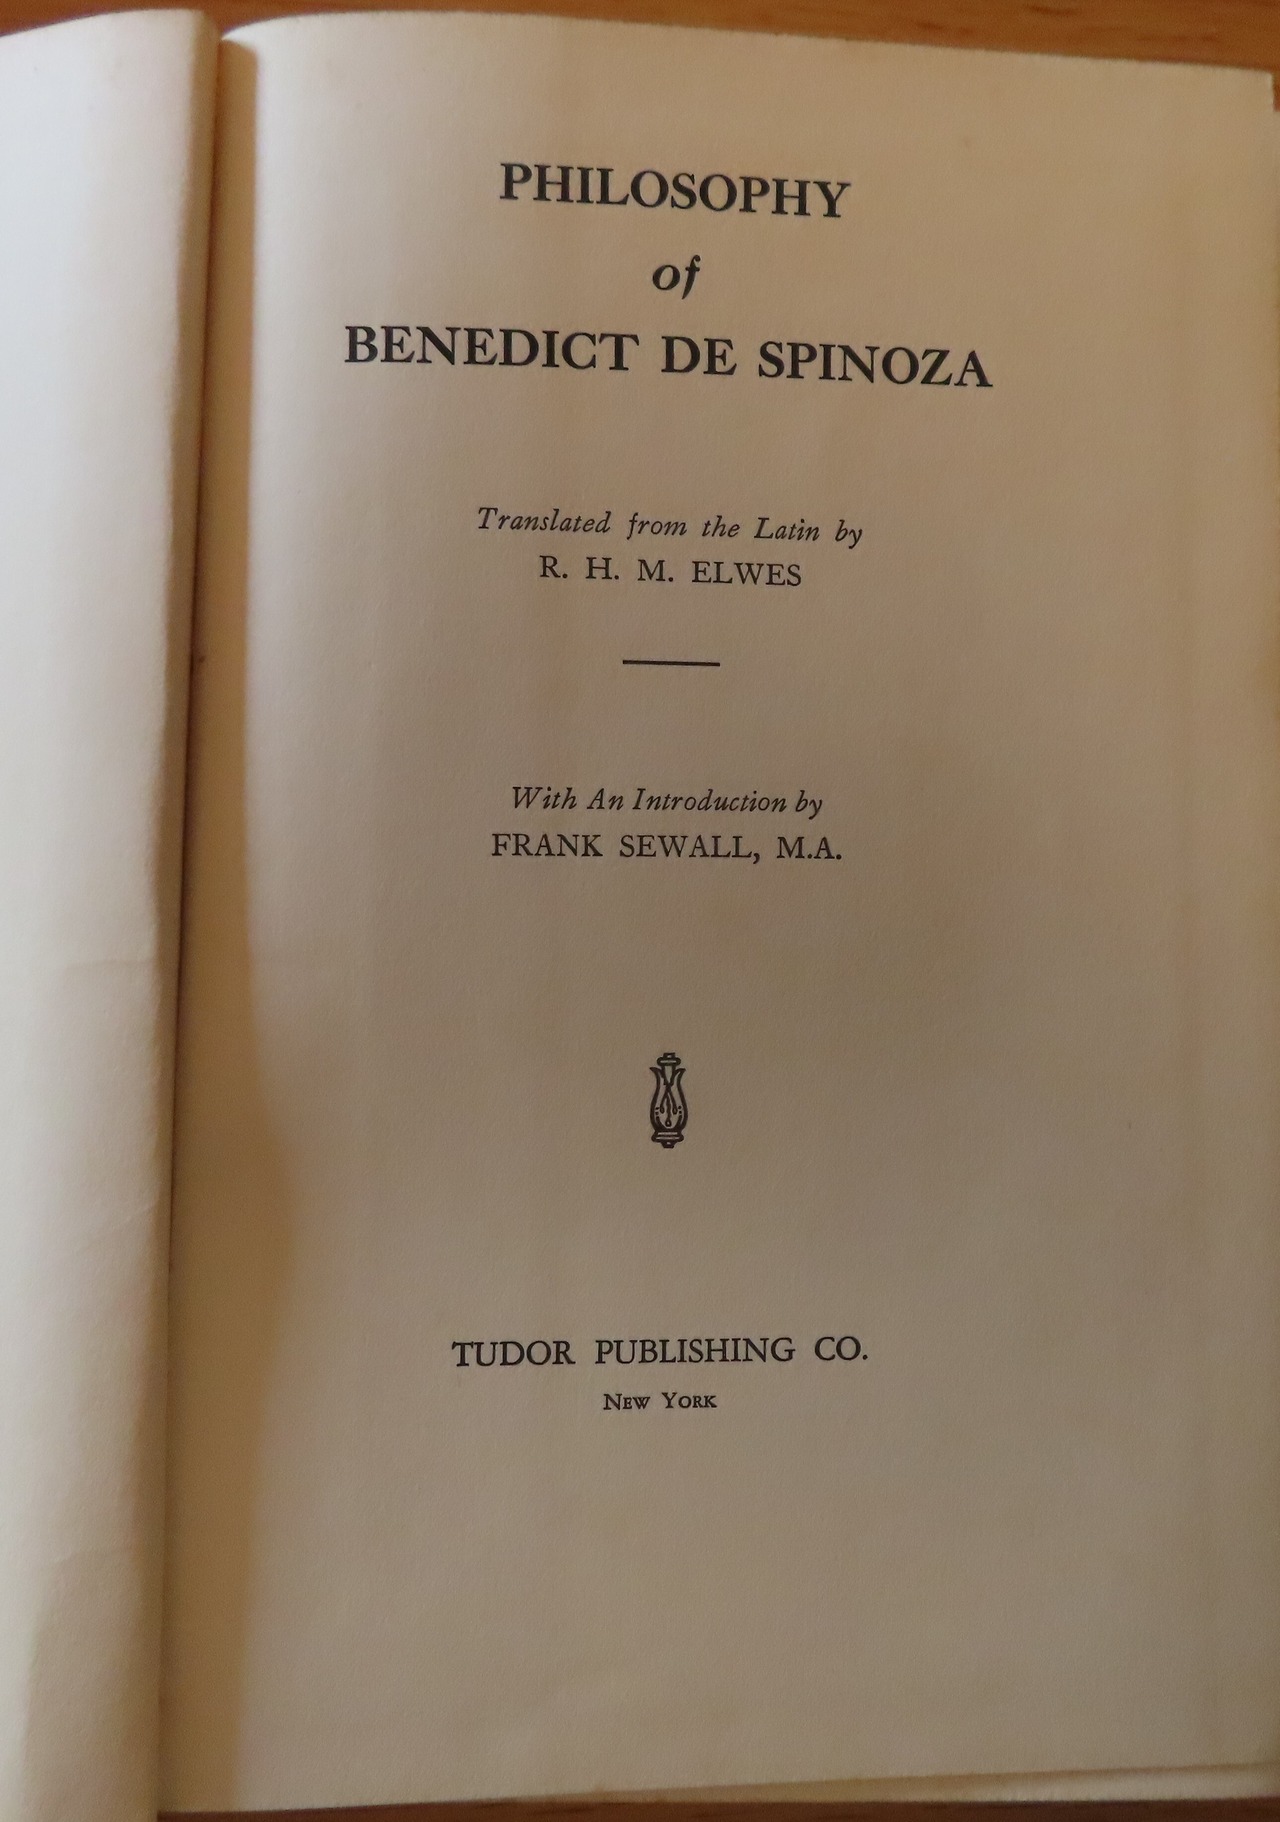 PHILOSOPHY
of
BENEDICT DE SPINOZA
Translated from the Latin by
R. H. M. ELWES
With An Introduction by
FRANK SEWALL, M.A.
TUDOR PUBLISHING CO.
NEW YORK